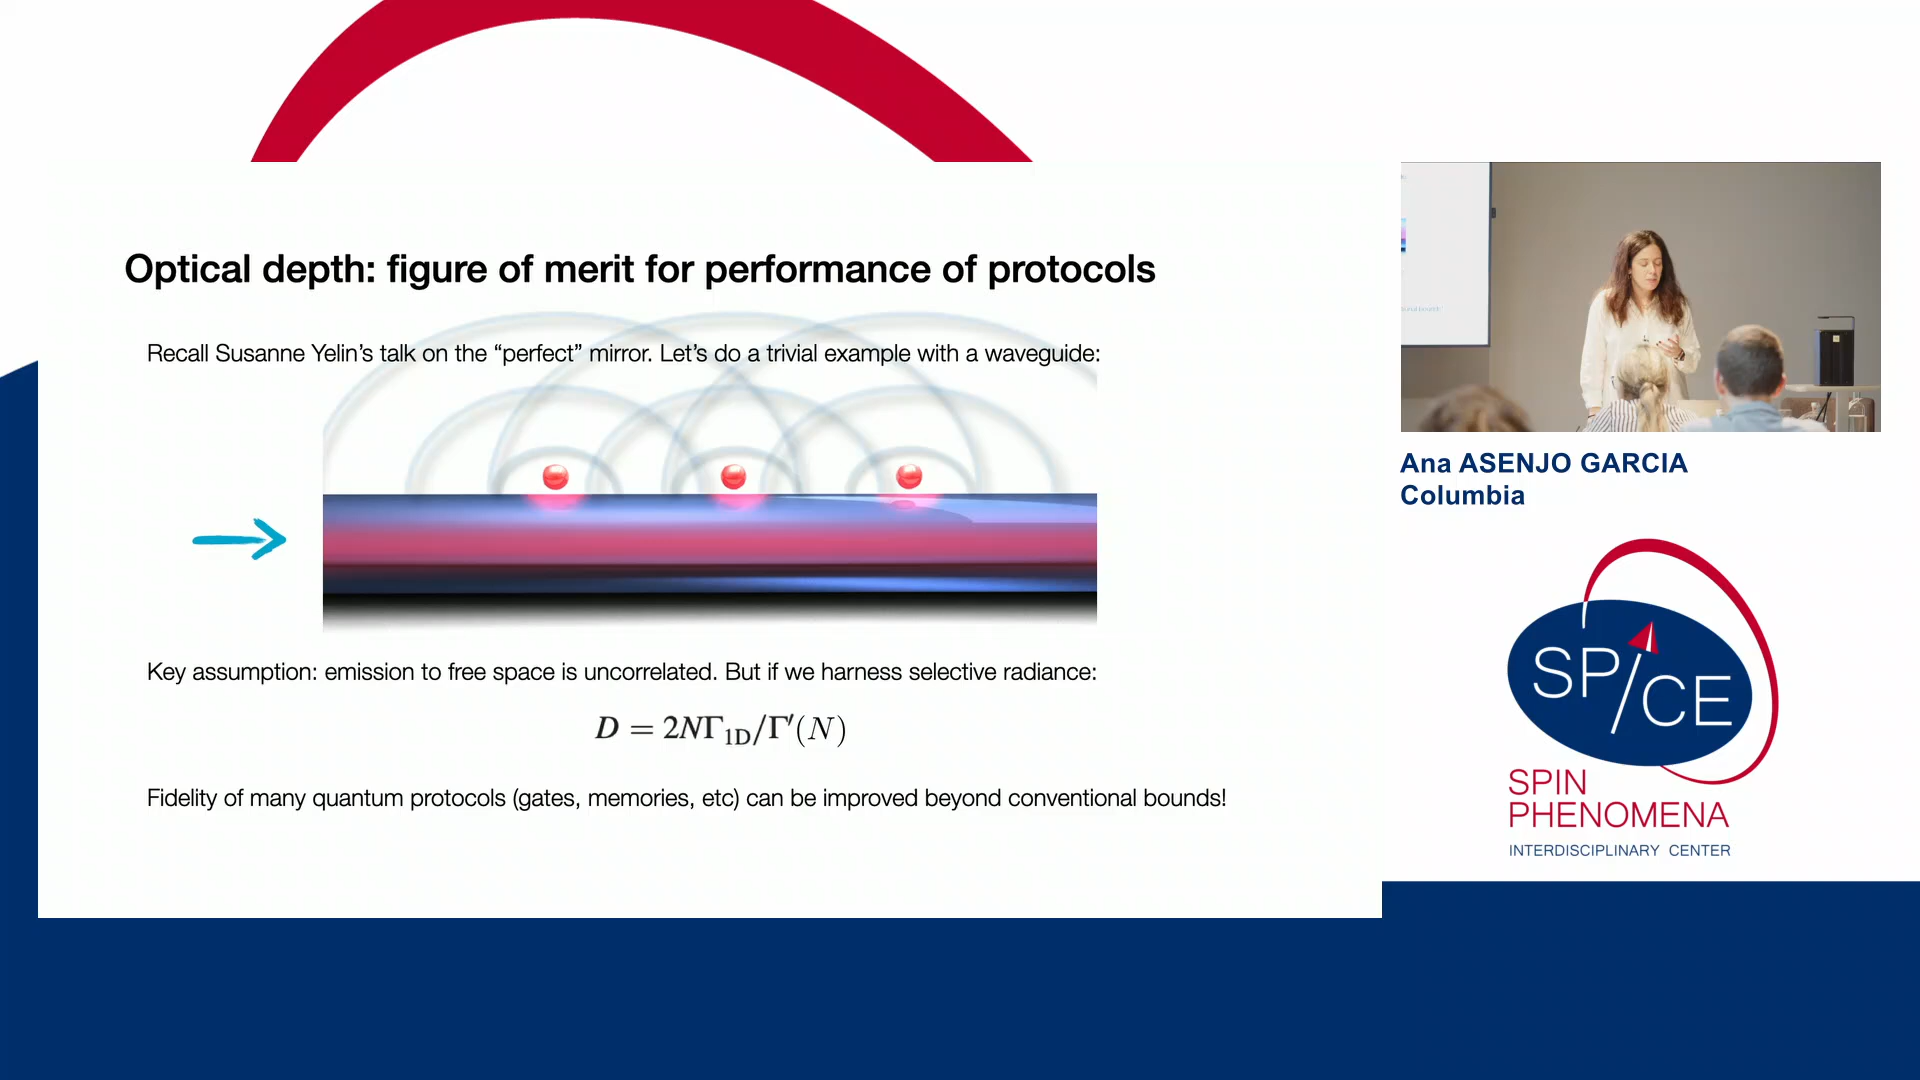 Optical depth: figure of merit for performance of protocols
Recall Susanne Yelin’s talk on the “perfect” mirror. Let’s do a trivial example with a waveguide:
Key assumption: emission to free space is uncorrelated. But if we harness selective radiance:
D = 2NΓ₁D/Γ′(N)
Fidelity of many quantum protocols (gates, memories, etc) can be improved beyond conventional bounds!
Ana ASENJO GARCIA
Columbia
SPICE
SPIN
PHENOMENA
INTERDISCIPLINARY CENTER